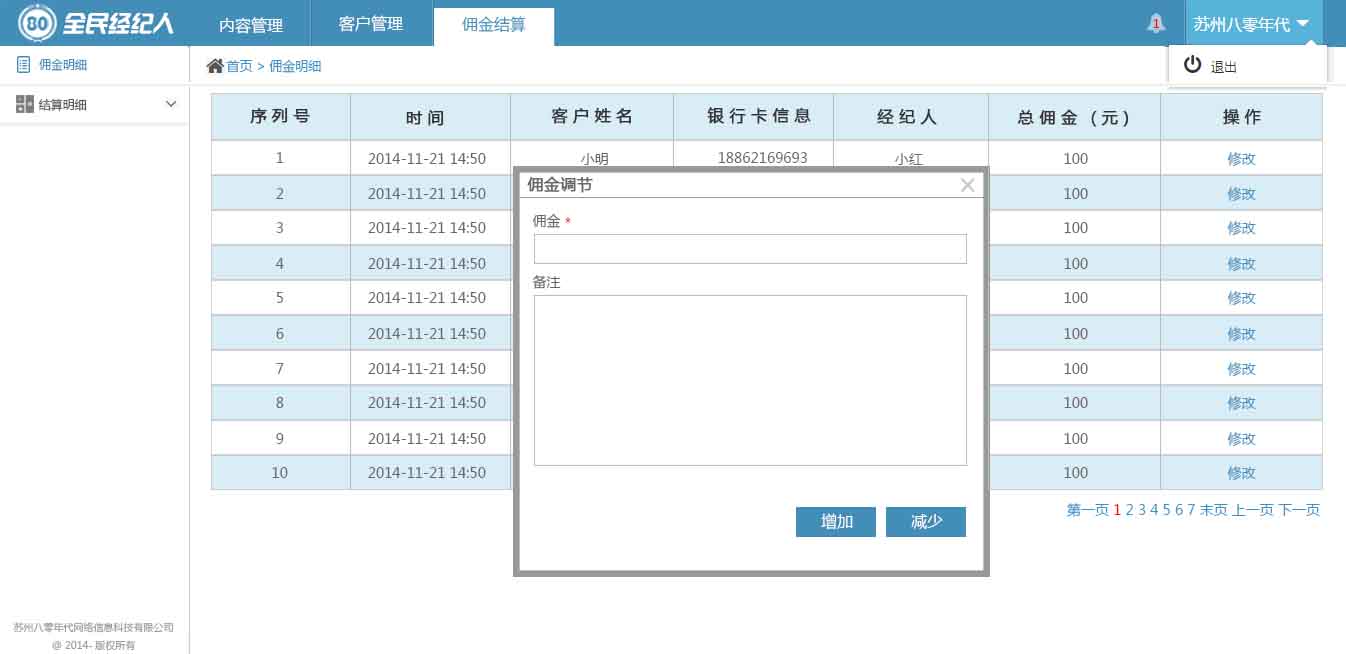 80 全民经纪人 内容管理 客户管理 佣金结算 1 苏州八零年代
佣金明细 首页 > 佣金明细 退出
结算明细
序列号 时间 客户姓名 银行卡信息 经纪人 总佣金（元） 操作
1 2014-11-21 14:50 小明 18862169693 小红 100 修改
2 2014-11-21 14:50 100 修改
3 2014-11-21 14:50 100 修改
4 2014-11-21 14:50 100 修改
5 2014-11-21 14:50 100 修改
6 2014-11-21 14:50 100 修改
7 2014-11-21 14:50 100 修改
8 2014-11-21 14:50 100 修改
9 2014-11-21 14:50 100 修改
10 2014-11-21 14:50 100 修改
佣金调节
佣金 *
备注
增加 减少
第一页 1 2 3 4 5 6 7 末页 上一页 下一页
苏州八零年代网络信息科技有限公司
@ 2014- 版权所有